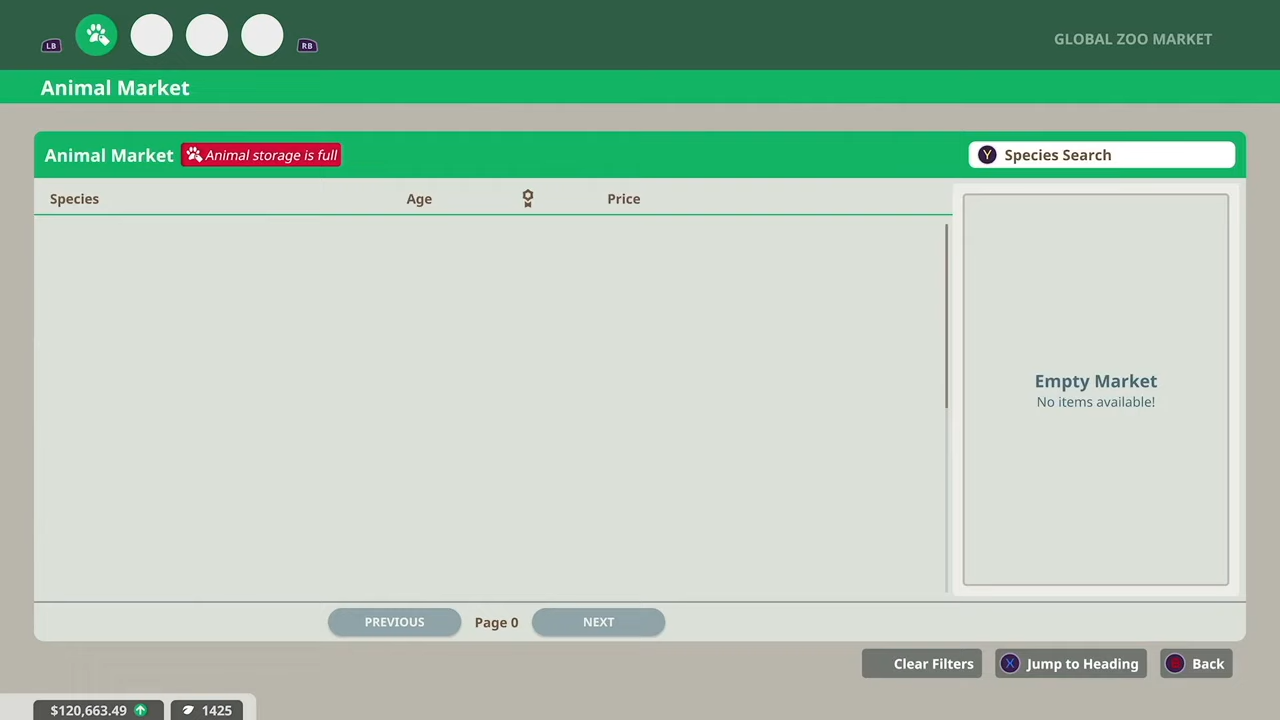 LB
RB
GLOBAL ZOO MARKET
Animal Market
Animal Market
Animal storage is full
Y Species Search
Species Age Price
Empty Market
No items available!
PREVIOUS Page 0 NEXT
Clear Filters
X Jump to Heading
Back
$120,663.49
1425